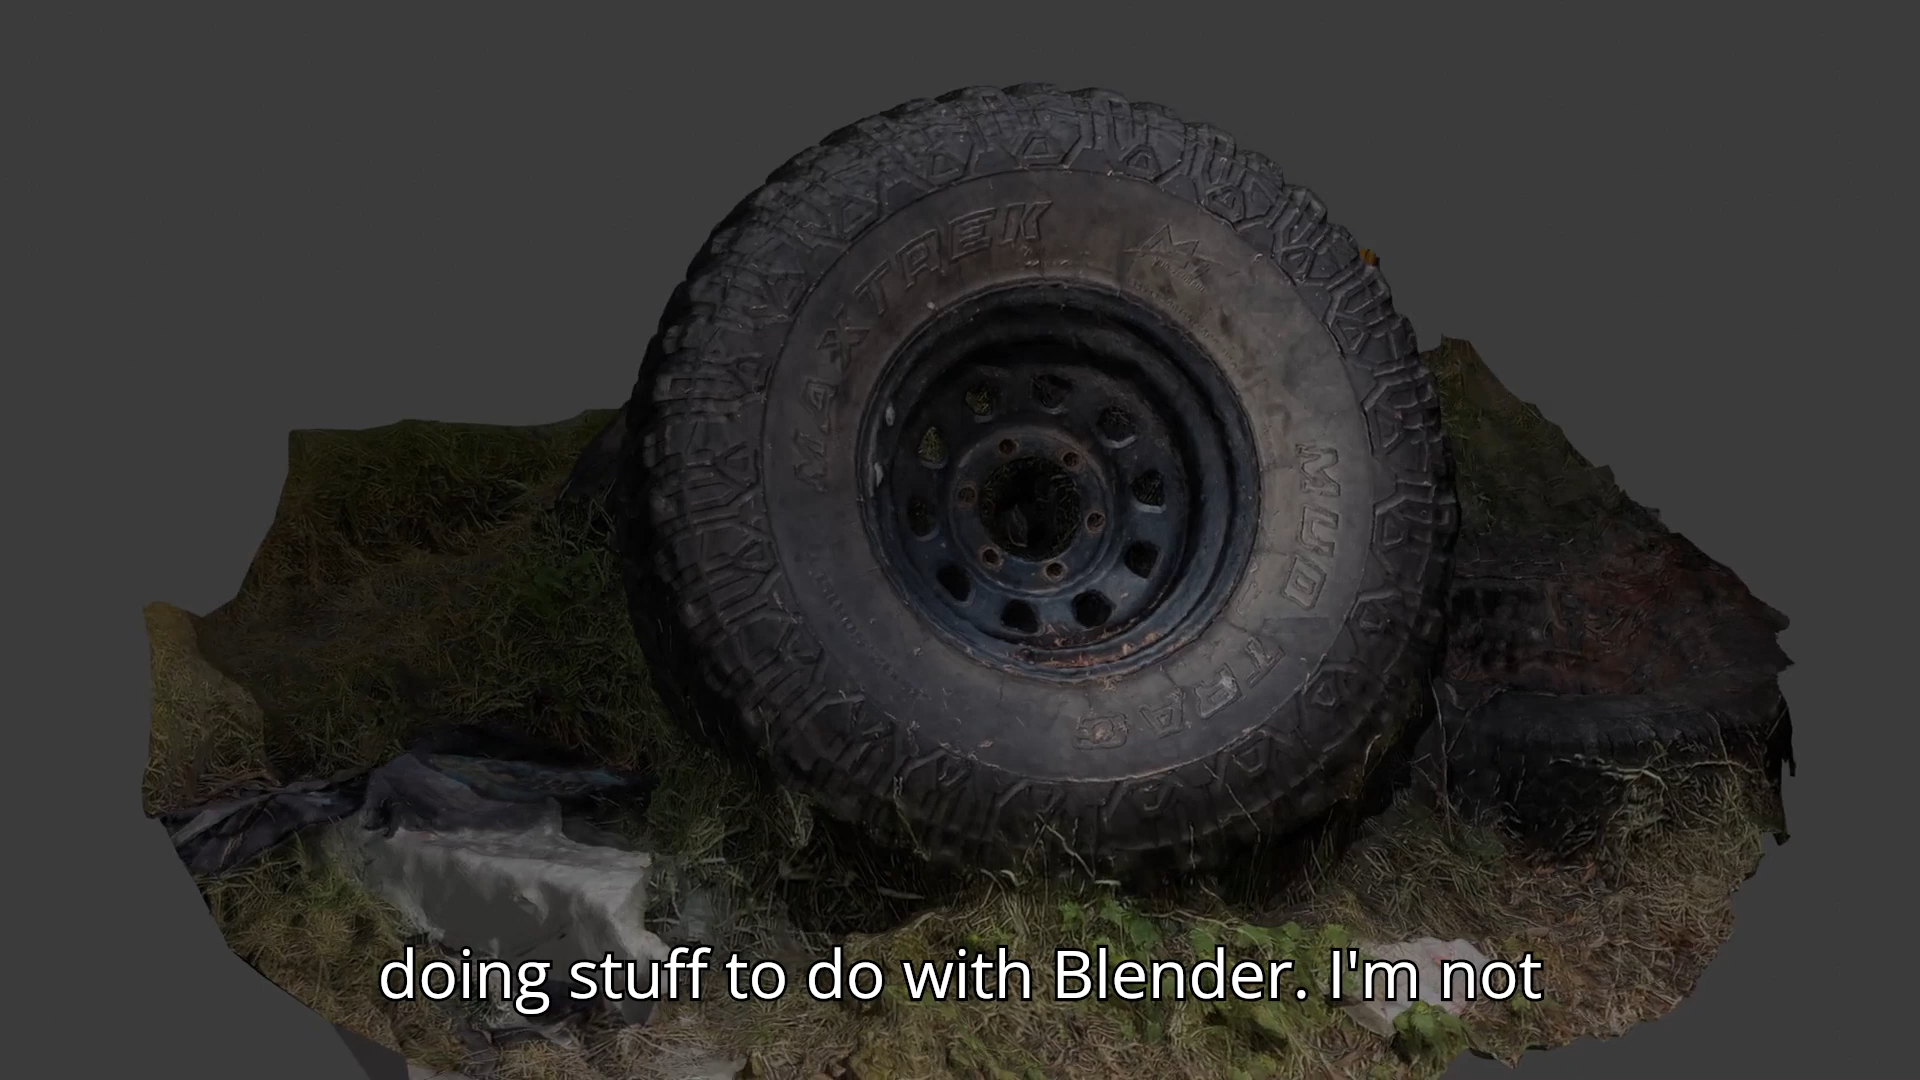 MAXTREK
MUD
TRAC
doing stuff to do with Blender. I'm not